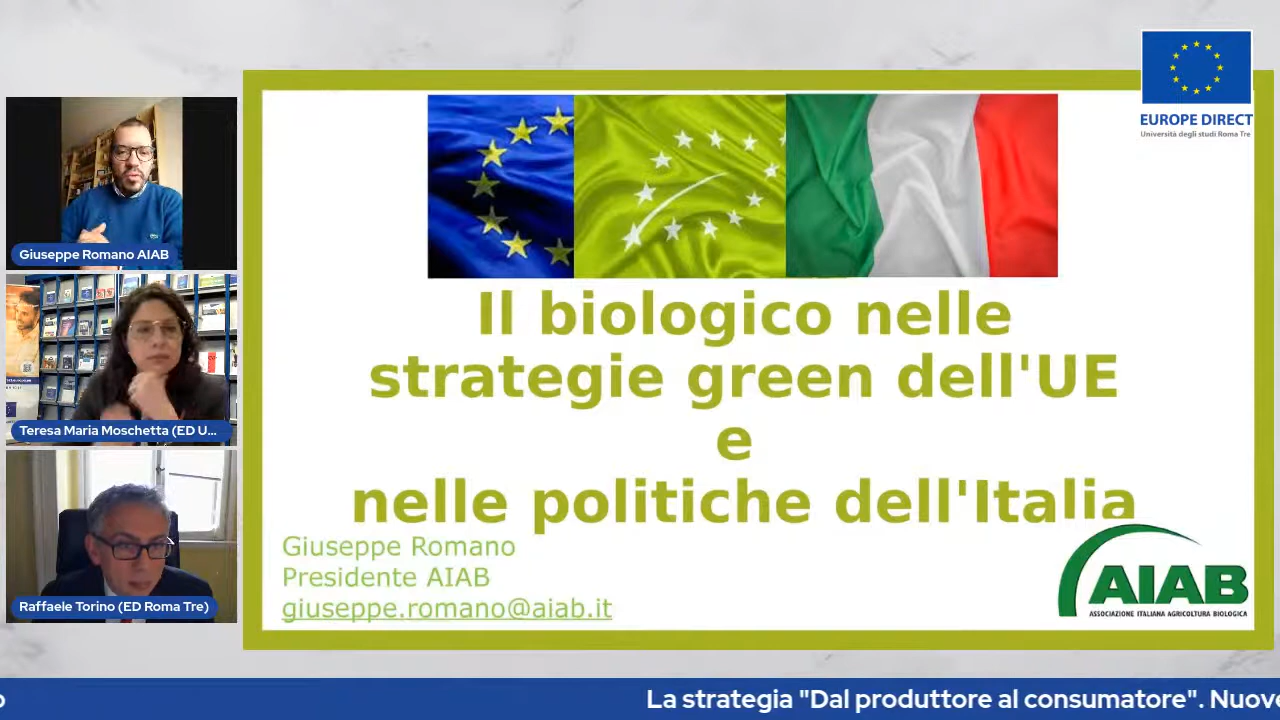 EUROPE DIRECT
Università degli studi Roma Tre
Giuseppe Romano AIAB
Teresa Maria Moschetta (ED U...
Raffaele Torino (ED Roma Tre)
Il biologico nelle
strategie green dell'UE
e
nelle politiche dell'Italia
Giuseppe Romano
Presidente AIAB
giuseppe.romano@aiab.it
AIAB
ASSOCIAZIONE ITALIANA AGRICOLTURA BIOLOGICA
o
La strategia "Dal produttore al consumatore". Nuove